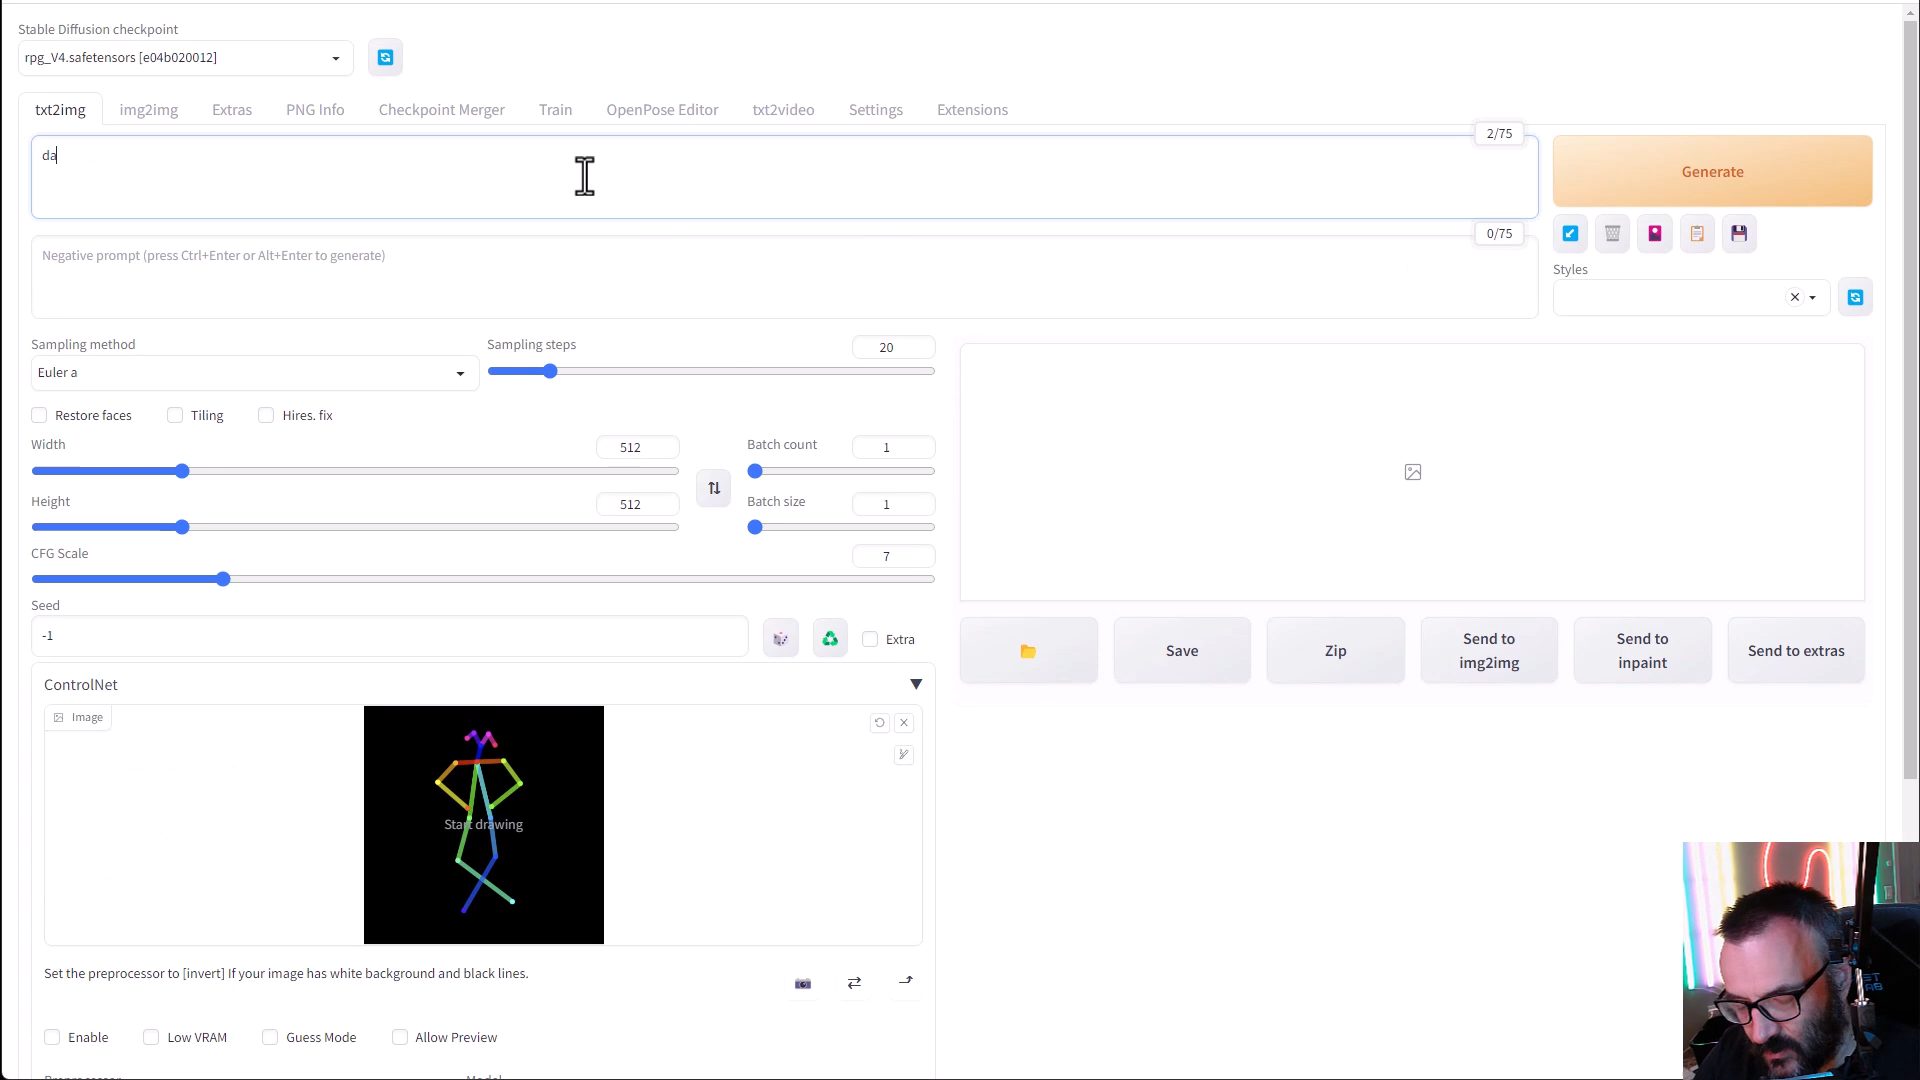 Stable Diffusion checkpoint
rpg_V4.safetensors [e04b020012]
txt2img img2img Extras PNG Info Checkpoint Merger Train OpenPose Editor txt2video Settings Extensions
2/75
da
Generate
0/75
Negative prompt (press Ctrl+Enter or Alt+Enter to generate)
Styles
Sampling method
Euler a
Sampling steps
20
Restore faces Tiling Hires. fix
Width
512
Batch count
1
Height
512
Batch size
1
CFG Scale
7
Seed
-1
Extra
Save
Zip
Send to
img2img
Send to
inpaint
Send to extras
ControlNet
Image
Start drawing
Set the preprocessor to [invert] If your image has white background and black lines.
Enable Low VRAM Guess Mode Allow Preview
Preprocessor Model